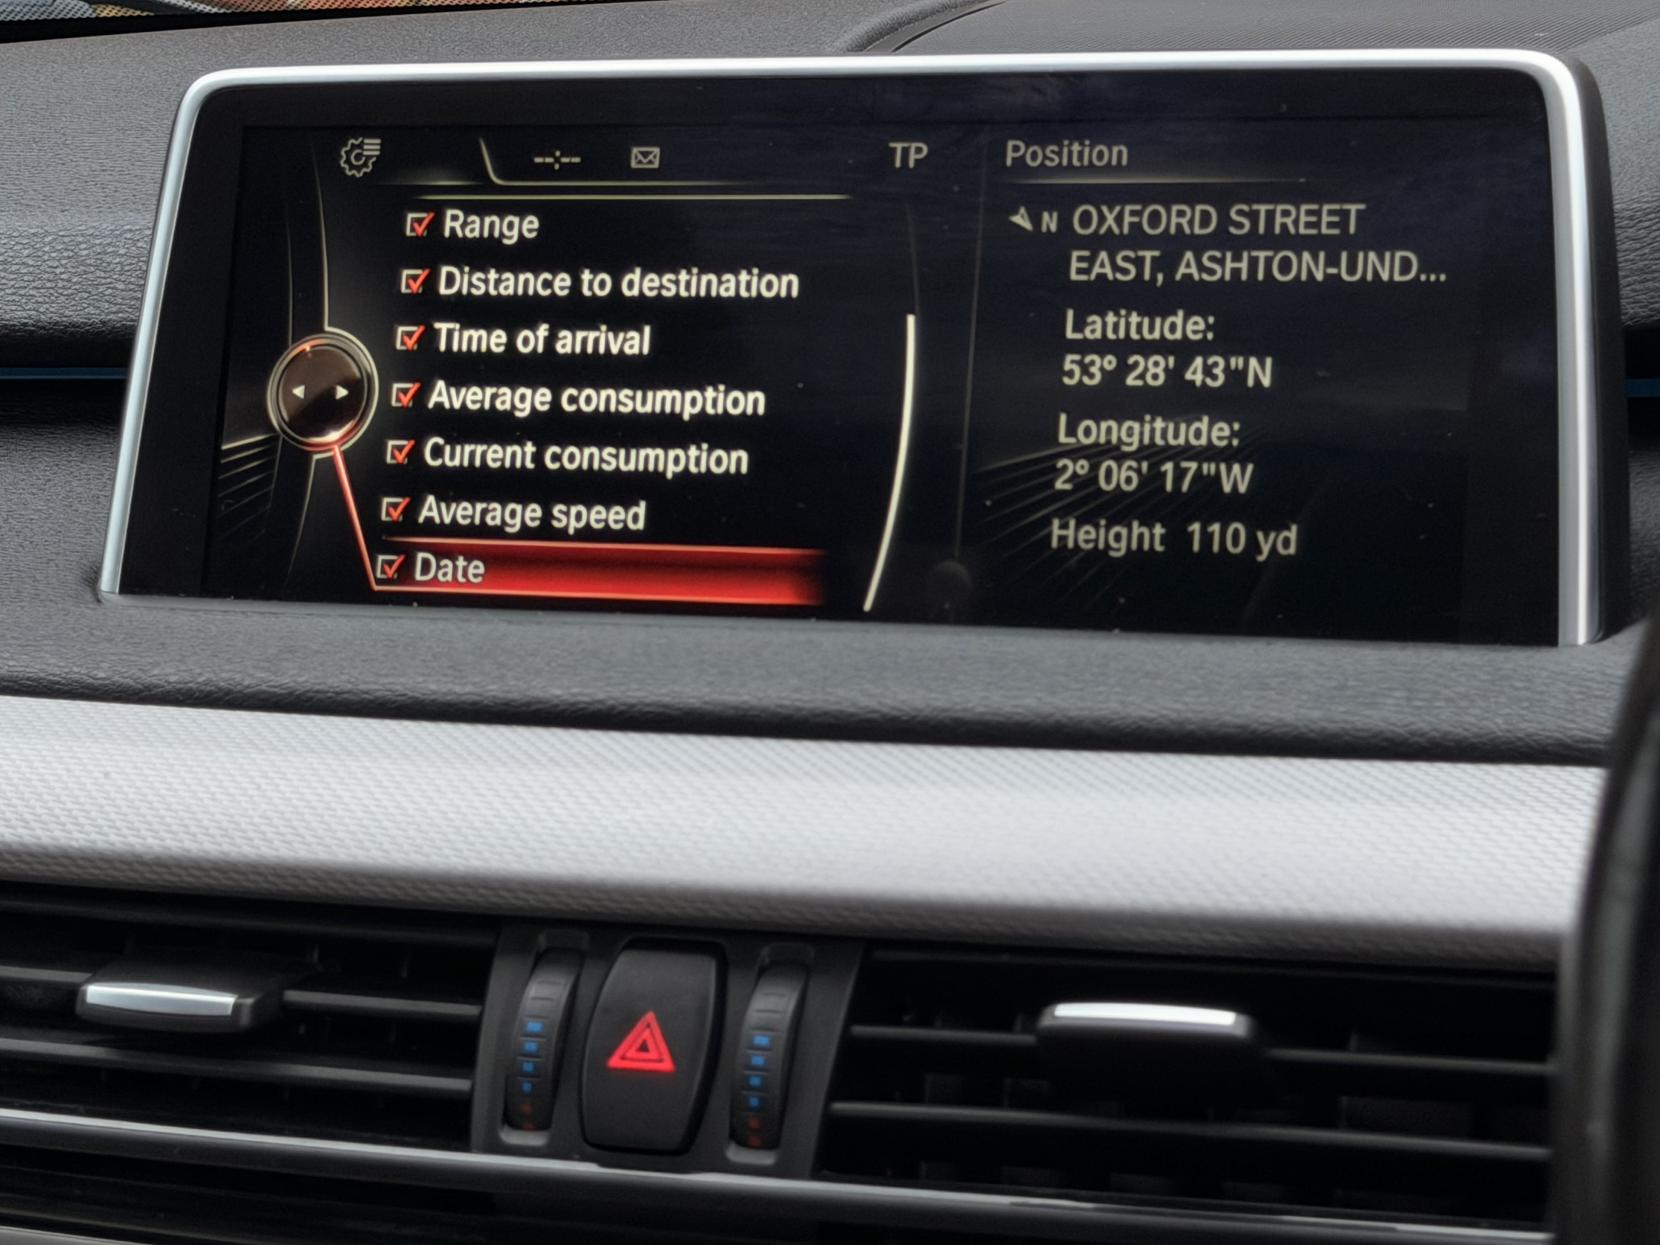 --:--
TP
Range
Distance to destination
Time of arrival
Average consumption
Current consumption
Average speed
Date
Position
N OXFORD STREET
EAST, ASHTON-UND...
Latitude:
53° 28' 43"N
Longitude:
2° 06' 17"W
Height 110 yd